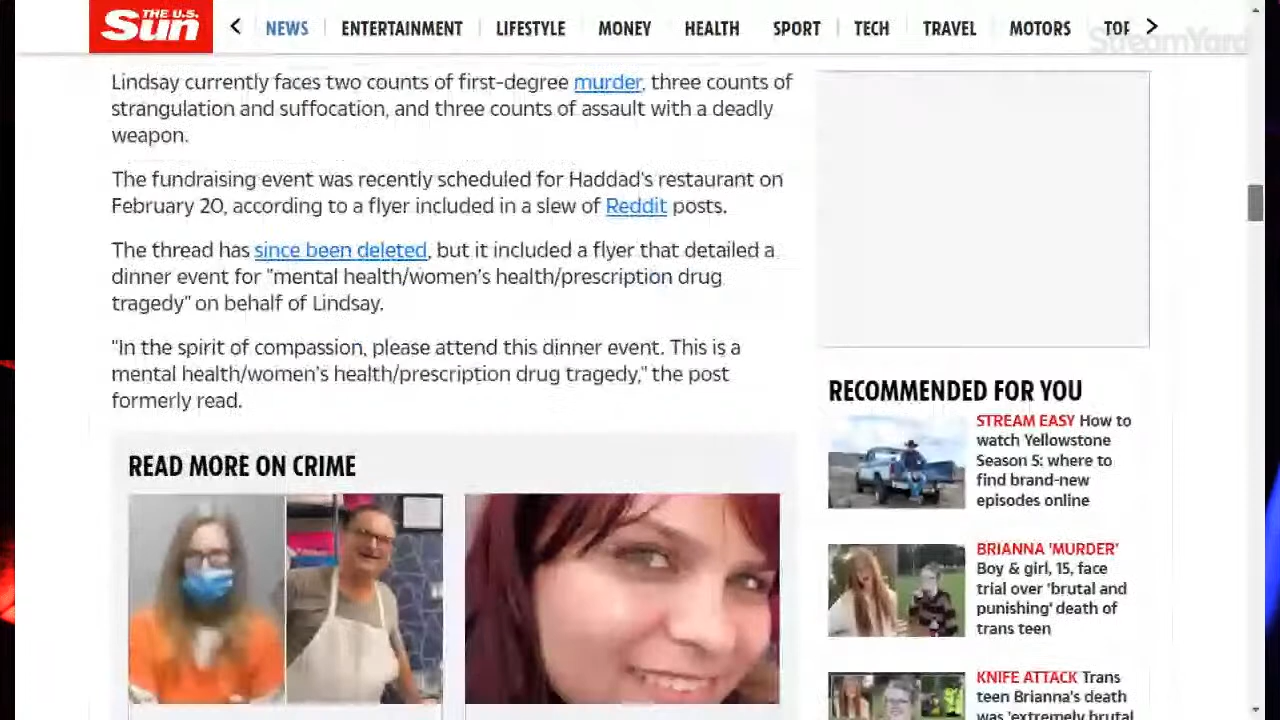 THE U.S.
Sun
NEWS
ENTERTAINMENT
LIFESTYLE
MONEY
HEALTH
SPORT
TECH
TRAVEL
MOTORS
TOP
StreamYard
Lindsay currently faces two counts of first-degree murder, three counts of
strangulation and suffocation, and three counts of assault with a deadly
weapon.
The fundraising event was recently scheduled for Haddad's restaurant on
February 20, according to a flyer included in a slew of Reddit posts.
The thread has since been deleted, but it included a flyer that detailed a
dinner event for "mental health/women's health/prescription drug
tragedy" on behalf of Lindsay.
"In the spirit of compassion, please attend this dinner event. This is a
mental health/women's health/prescription drug tragedy," the post
formerly read.
READ MORE ON CRIME
RECOMMENDED FOR YOU
STREAM EASY How to
watch Yellowstone
Season 5: where to
find brand-new
episodes online
BRIANNA 'MURDER'
Boy & girl, 15, face
trial over 'brutal and
punishing' death of
trans teen
KNIFE ATTACK Trans
teen Brianna's death
was 'extremely brutal